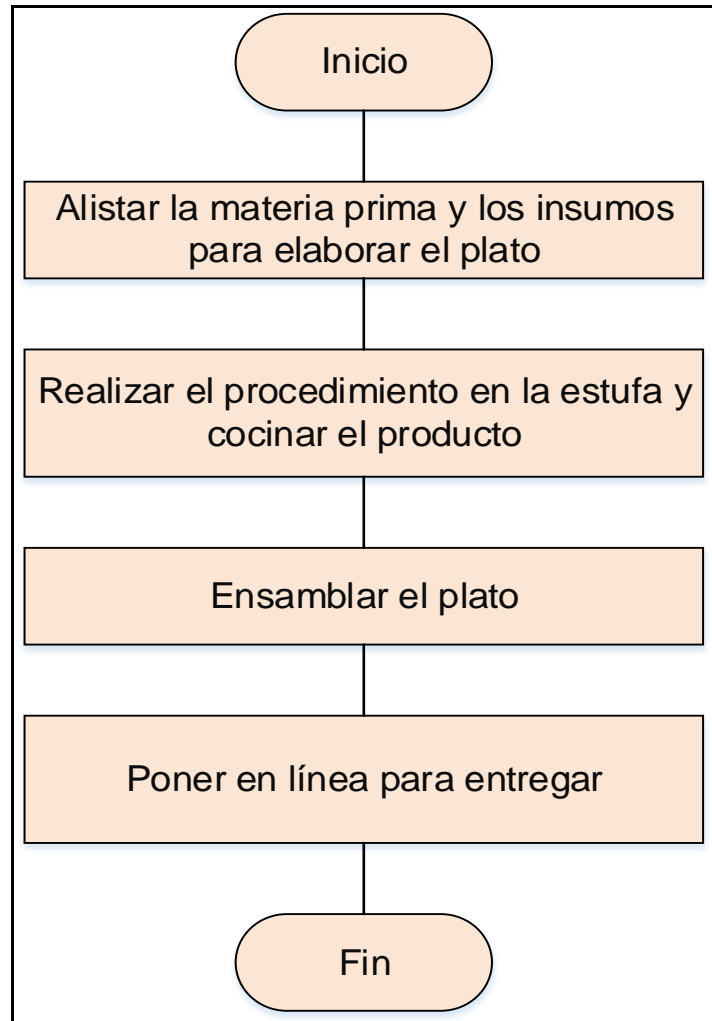 Inicio
Alistar la materia prima y los insumos
para elaborar el plato
Realizar el procedimiento en la estufa y
cocinar el producto
Ensamblar el plato
Poner en línea para entregar
Fin